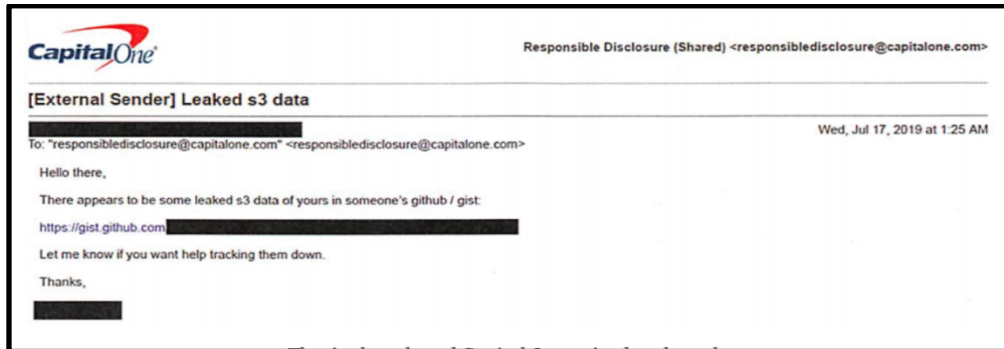 CapitalOne
Responsible Disclosure (Shared) <responsibledisclosure@capitalone.com>
[External Sender] Leaked s3 data
Wed, Jul 17, 2019 at 1:25 AM
To: "responsibledisclosure@capitalone.com" <responsibledisclosure@capitalone.com>
Hello there,
There appears to be some leaked s3 data of yours in someone's github / gist:
https://gist.github.com
Let me know if you want help tracking them down.
Thanks,